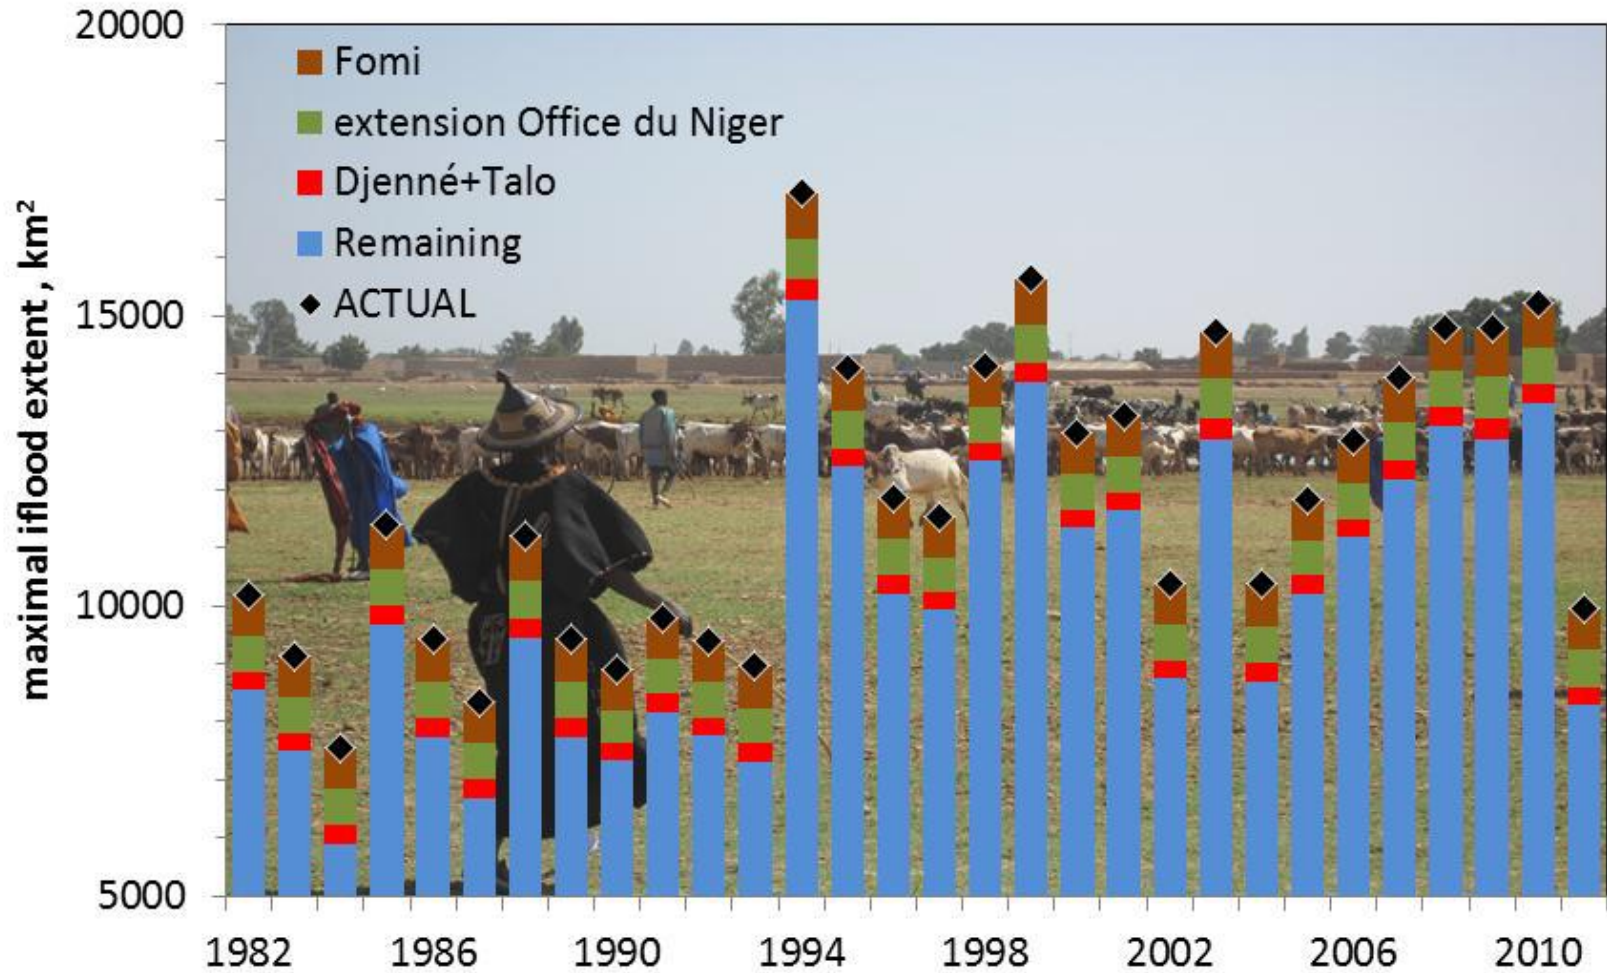 20000
Fomi
extension Office du Niger
Djenné+Talo
Remaining
ACTUAL
15000
10000
5000
maximal iflood extent, km²
1982 1986 1990 1994 1998 2002 2006 2010